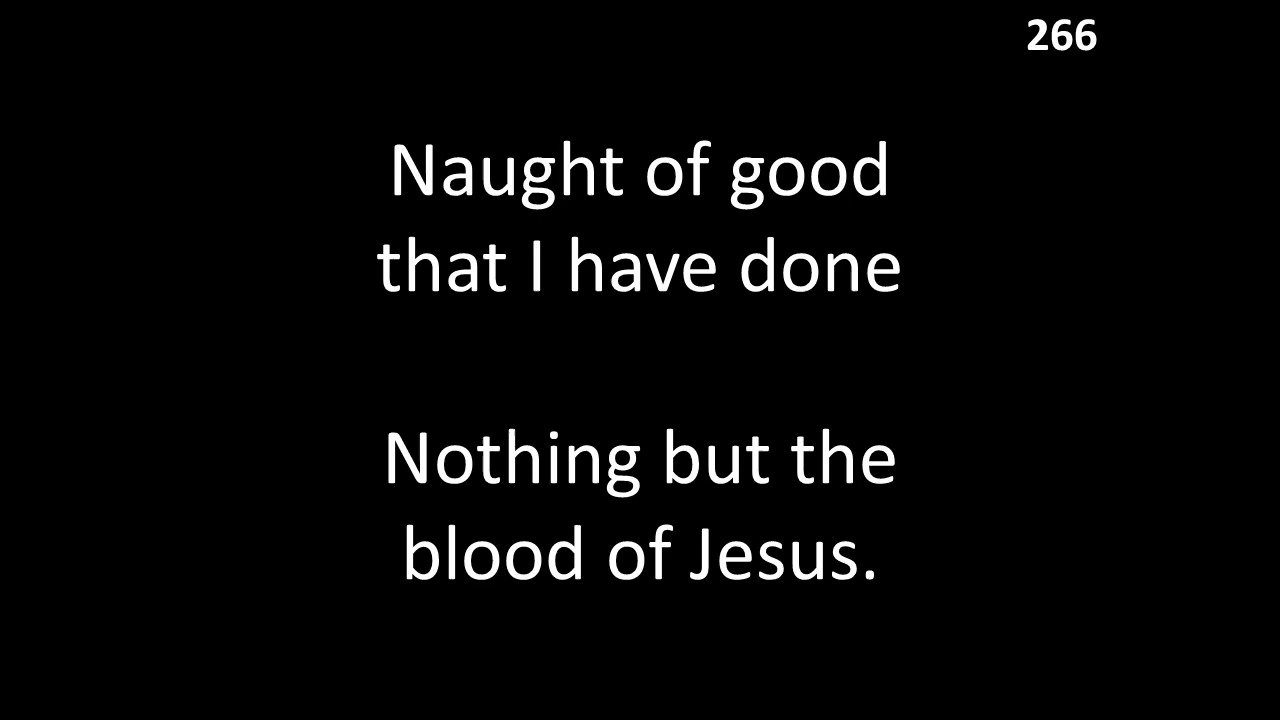 266
Naught of good
that I have done
Nothing but the
blood of Jesus.